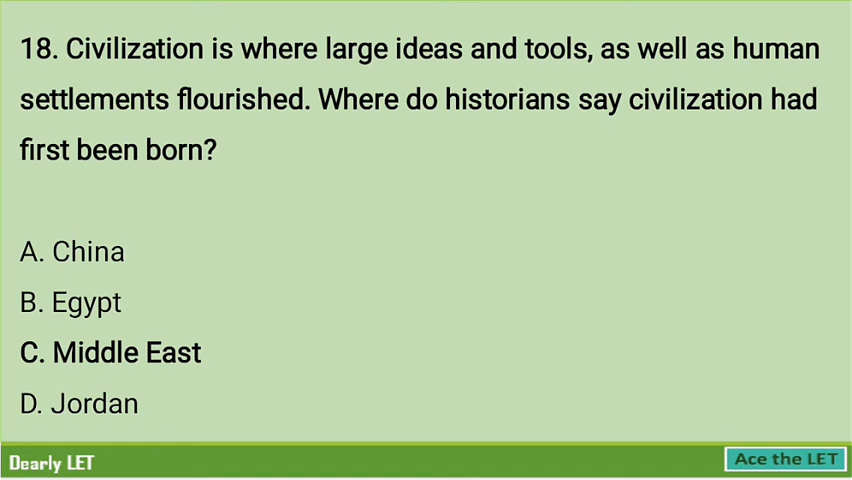 18. Civilization is where large ideas and tools, as well as human
settlements flourished. Where do historians say civilization had
first been born?
A. China
B. Egypt
C. Middle East
D. Jordan
Dearly LET
Ace the LET